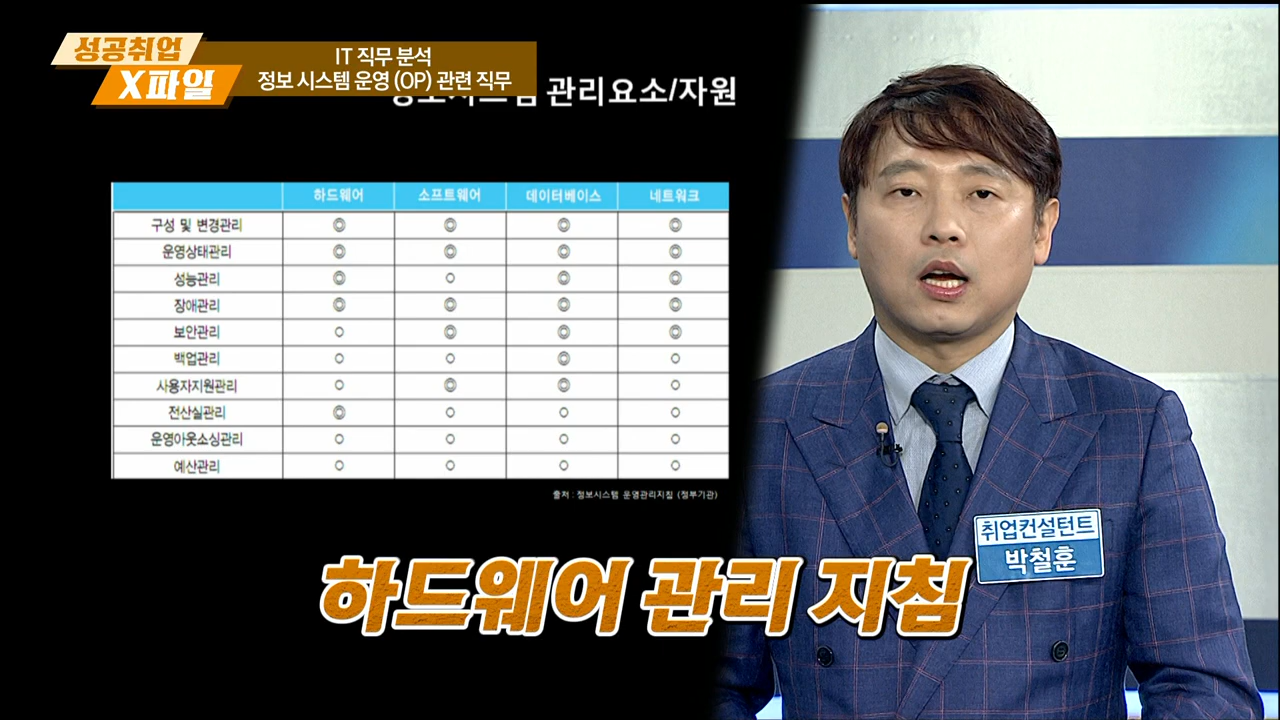 성공취업
X파일
IT 직무 분석
정보 시스템 운영 (OP) 관련 직무
관리요소/자원
하드웨어 소프트웨어 데이터베이스 네트워크
구성 및 변경관리 ◎ ◎ ◎ ◎
운영상태관리 ◎ ◎ ◎ ◎
성능관리 ◎ ○ ◎ ◎
장애관리 ◎ ◎ ◎ ◎
보안관리 ○ ◎ ◎ ◎
백업관리 ○ ○ ◎ ○
사용자지원관리 ○ ◎ ◎ ○
전산실관리 ◎ ○ ○ ○
운영아웃소싱관리 ○ ○ ○ ○
예산관리 ○ ○ ○ ○
출처 : 정보시스템 운영관리지침 (정부기관)
취업컨설턴트
박철훈
하드웨어 관리 지침